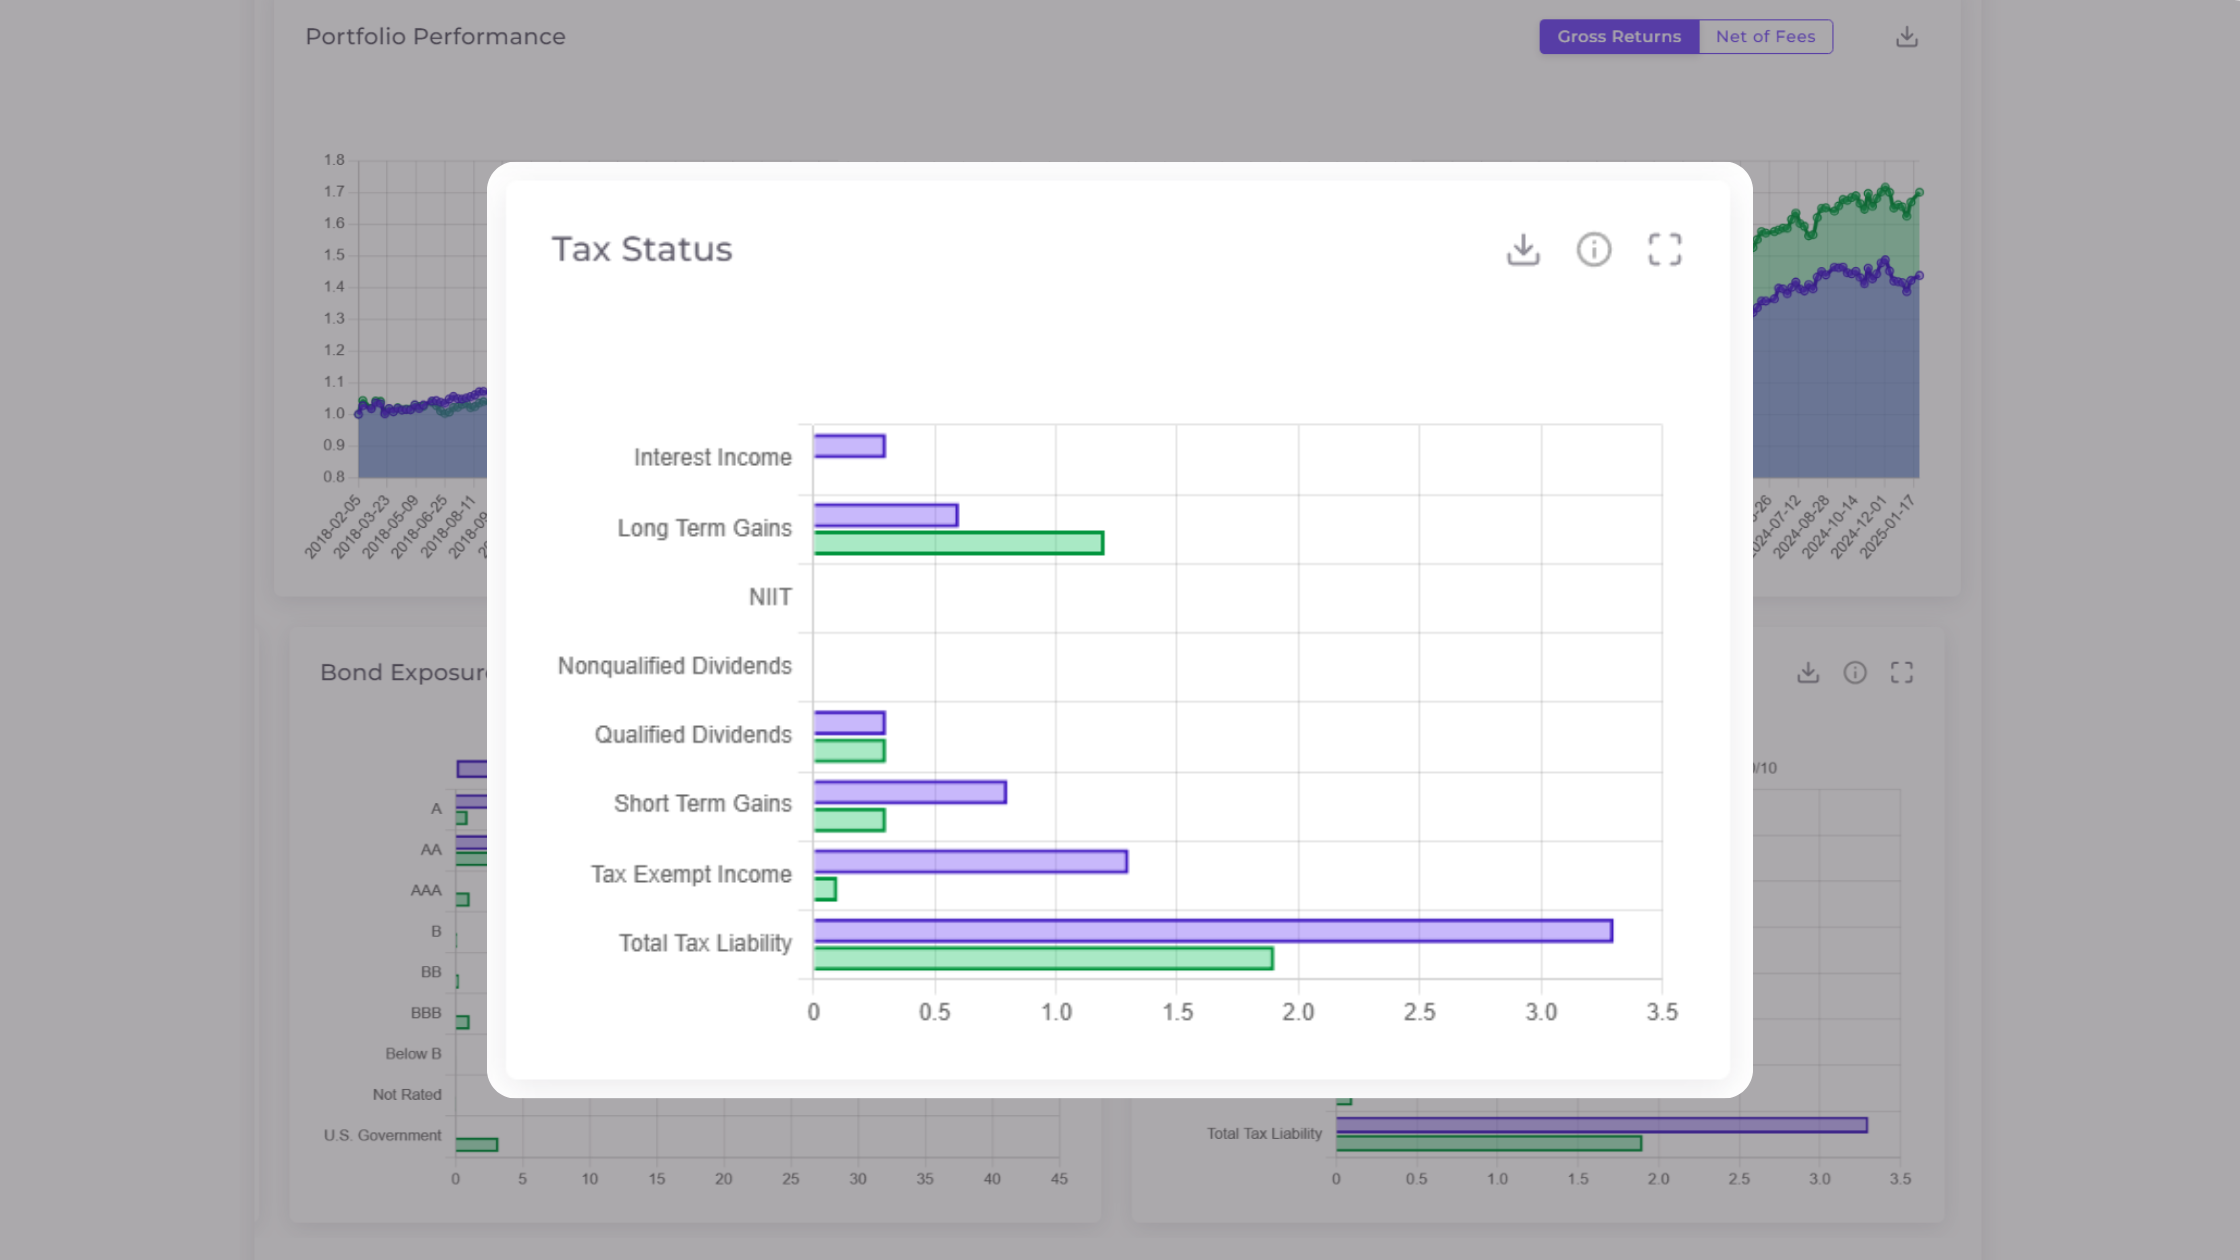 Portfolio Performance
Gross Returns
Net of Fees
1.8
1.7
1.6
1.5
1.4
1.3
1.2
1.1
1.0
0.9
0.8
2018-02-05
2018-03-23
2018-05-09
2018-06-25
2018-08-11
2018-09
5-26
2024-07-12
2024-08-28
2024-10-14
2024-12-01
2025-01-17
Tax Status
Interest Income
Long Term Gains
NIIT
Nonqualified Dividends
Qualified Dividends
Short Term Gains
Tax Exempt Income
Total Tax Liability
0 0.5 1.0 1.5 2.0 2.5 3.0 3.5
Bond Exposur
A
AA
AAA
B
BB
BBB
Below B
Not Rated
U.S. Government
0 5 10 15 20 25 30 35 40 45
/10
Total Tax Liability
0 0.5 1.0 1.5 2.0 2.5 3.0 3.5